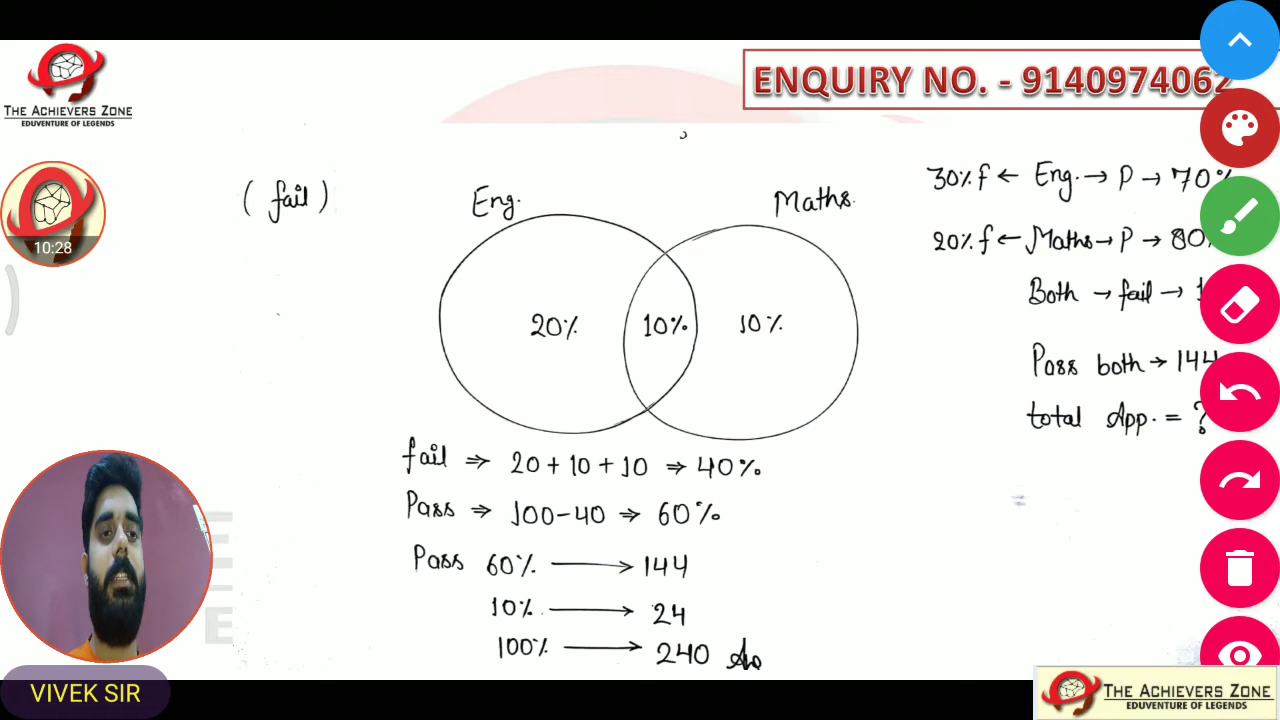 THE ACHIEVERS ZONE
EDUVENTURE OF LEGENDS
ENQUIRY NO. - 9140974062
10:28
(fail)
Eng.
Maths.
20%
10%
10%
30% f ← Eng. → P → 70%
20% f ← Maths → P → 80%
Both → fail → 1
Pass both → 144
total App. = ?
fail ⇒ 20 + 10 + 10 ⇒ 40%
Pass ⇒ 100 - 40 ⇒ 60%
Pass 60% → 144
10% → 24
100% → 240
VIVEK SIR
THE ACHIEVERS ZONE
EDUVENTURE OF LEGENDS